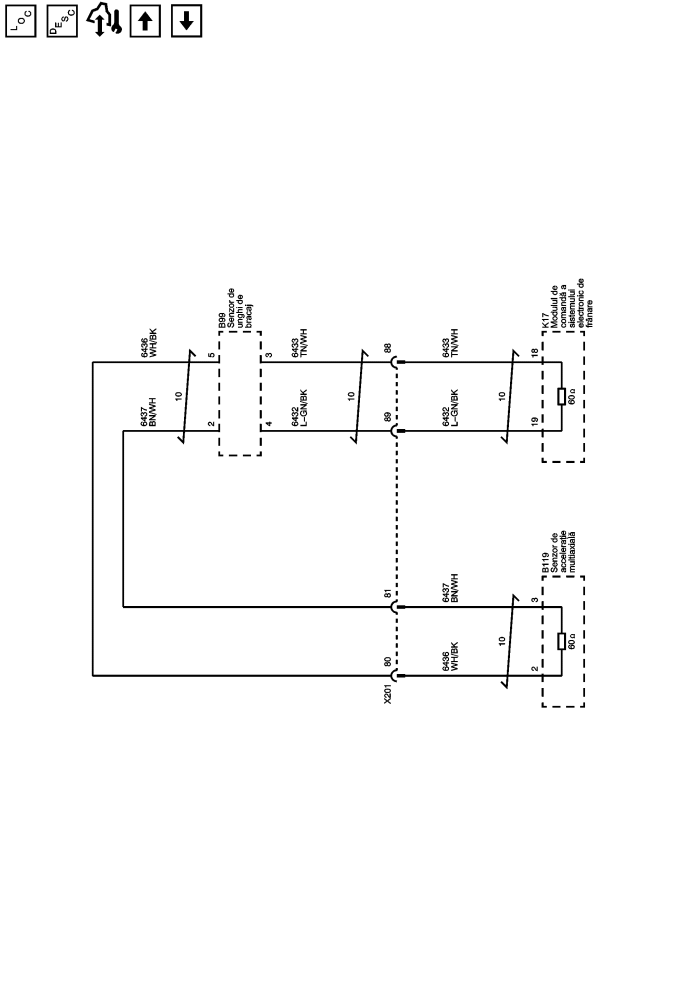 LOC
DESC
6436
WH/BK
5
10
6437
BN/WH
2
B99
Senzor de
unghi de
bracaj
3
6433
TN/WH
88
6433
TN/WH
18
10
10
4
6432
L–GN/BK
89
6432
L–GN/BK
19
K17
Modulul de
comandă a
sistemului
electronic de
frânare
60Ω
81
6437
BN/WH
3
10
80
6436
WH/BK
2
X201
B119
Senzor de
accelerație
multiaxială
60Ω